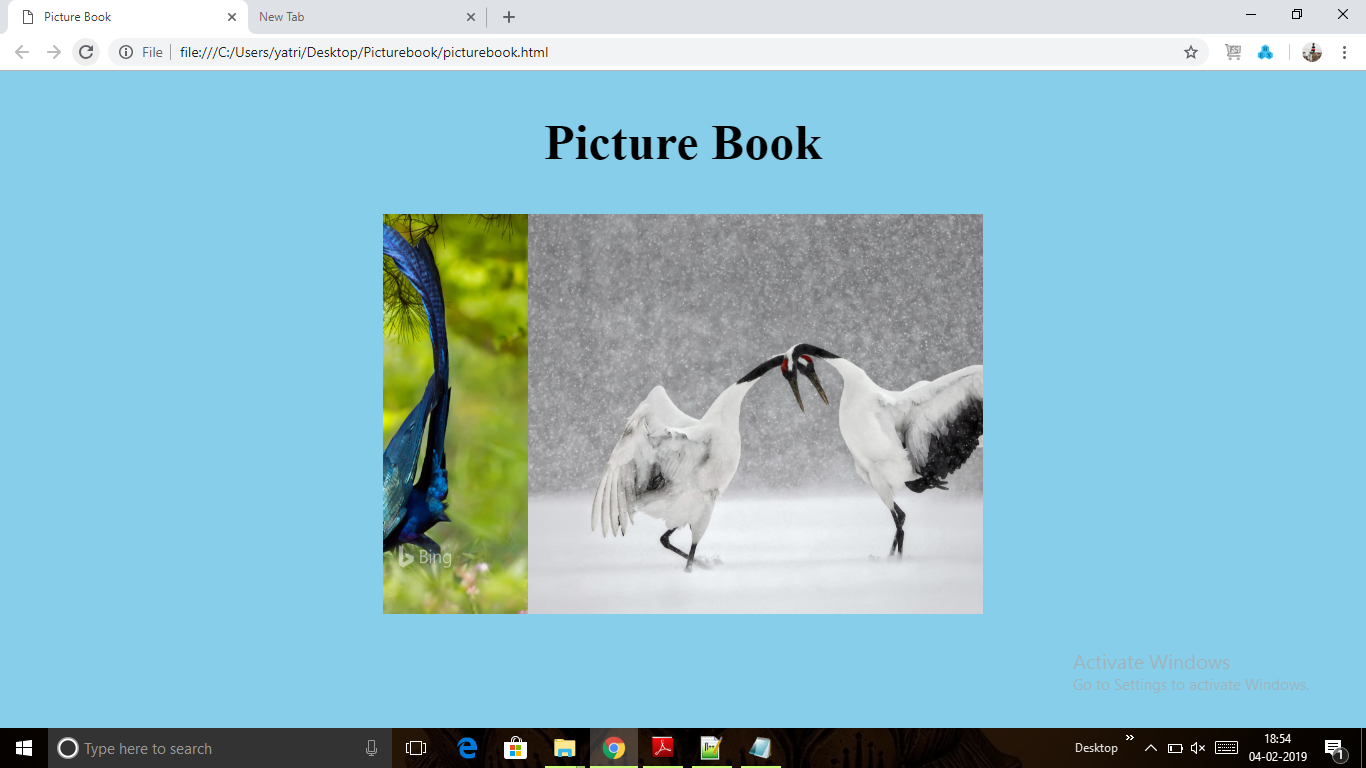 Picture Book
New Tab
File
file:///C:/Users/yatri/Desktop/Picturebook/picturebook.html
Picture Book
Bing
Activate Windows
Go to Settings to activate Windows.
Type here to search
Desktop
18:54
04-02-2019
1